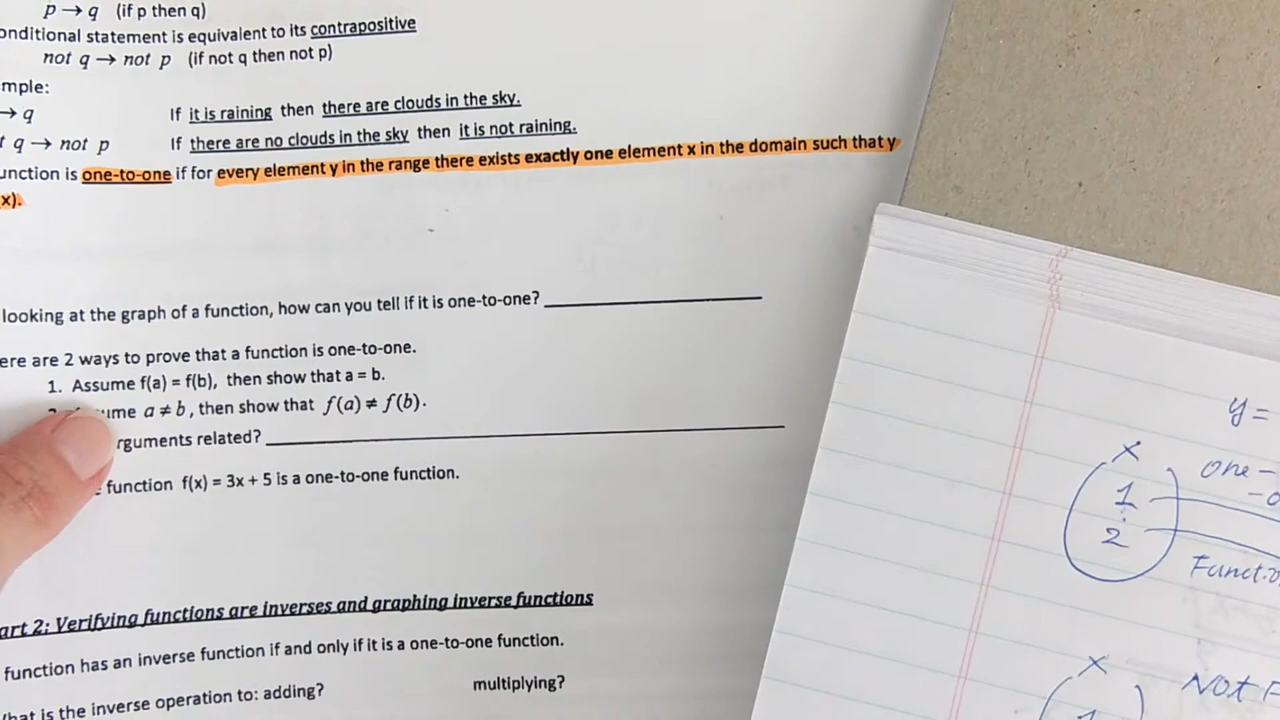 p → q (if p then q)
onditional statement is equivalent to its contrapositive
not q → not p (if not q then not p)
mple:
→ q If it is raining then there are clouds in the sky.
t q → not p If there are no clouds in the sky then it is not raining.
unction is one-to-one if for every element y in the range there exists exactly one element x in the domain such that y
x).
looking at the graph of a function, how can you tell if it is one-to-one?
ere are 2 ways to prove that a function is one-to-one.
1. Assume f(a) = f(b), then show that a = b.
ume a ≠ b, then show that f(a) ≠ f(b).
rguments related?
function f(x) = 3x + 5 is a one-to-one function.
art 2: Verifying functions are inverses and graphing inverse functions
function has an inverse function if and only if it is a one-to-one function.
hat is the inverse operation to: adding? multiplying?
y =
x one-
1 -o
2
Functio
x Not F
1